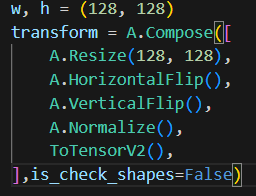 w, h = (128, 128)
transform = A.Compose([
    A.Resize(128, 128),
    A.HorizontalFlip(),
    A.VerticalFlip(),
    A.Normalize(),
    ToTensorV2(),
],is_check_shapes=False)